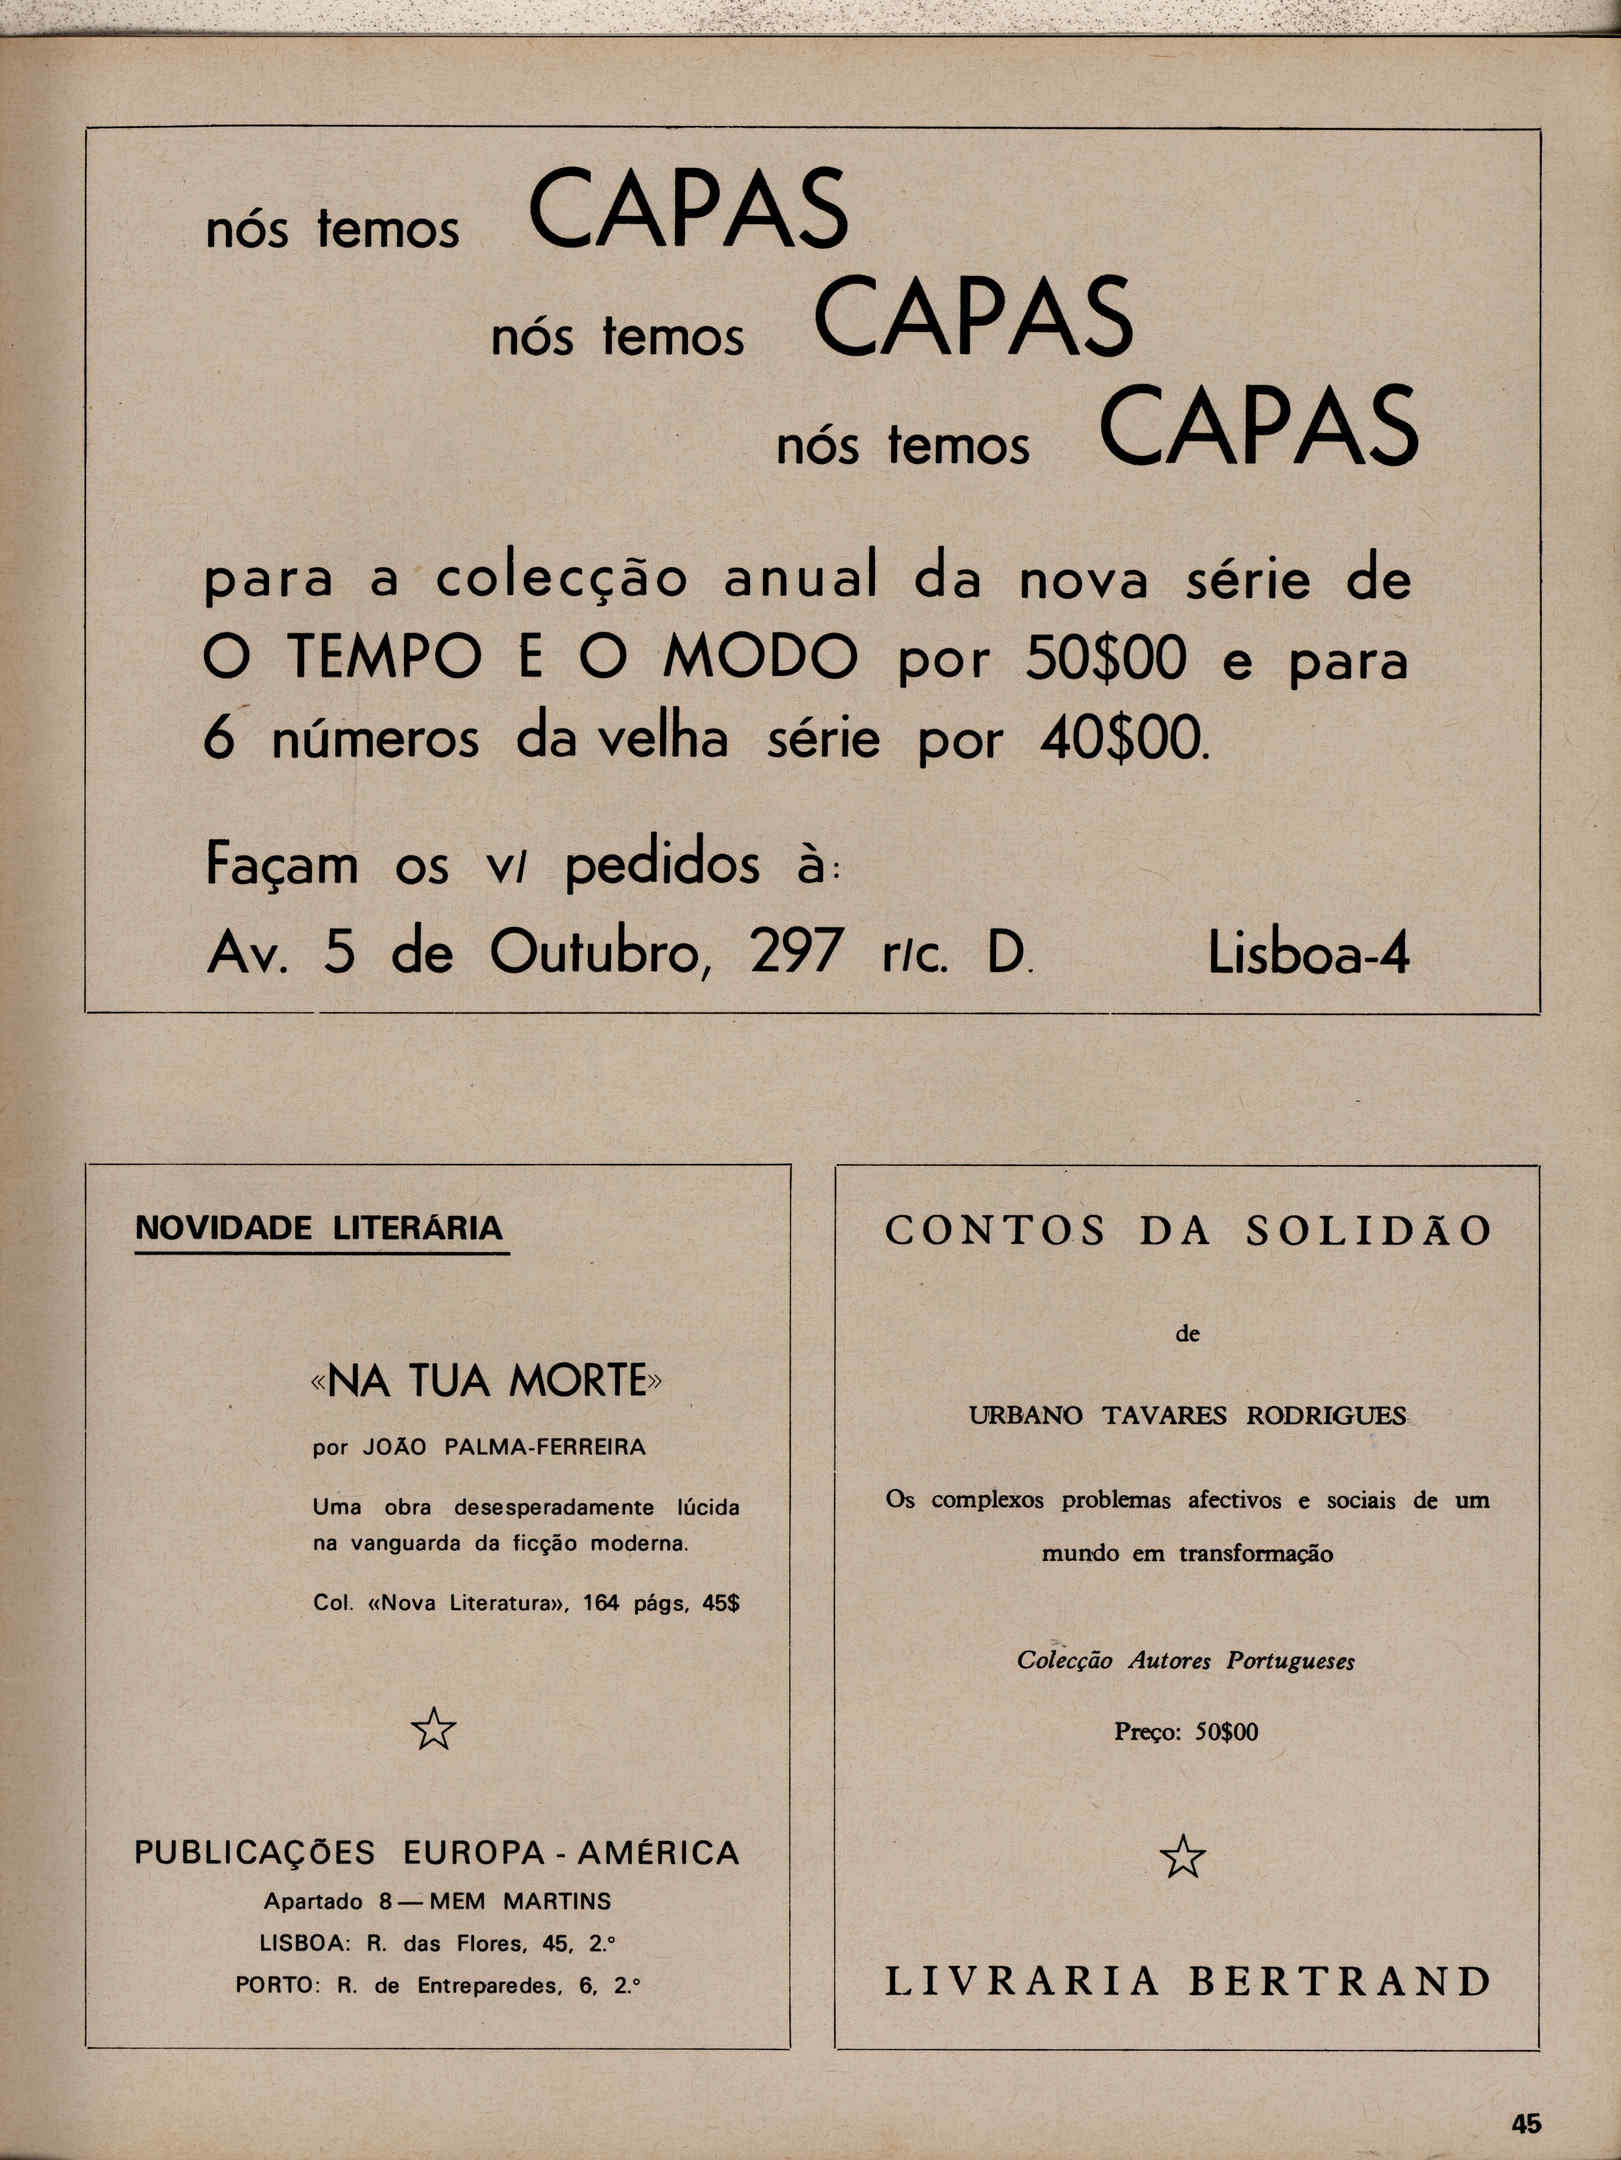 nós temos CAPAS
nós temos CAPAS
nós temos CAPAS
para a colecção anual da nova série de
O TEMPO E O MODO por 50$00 e para
6 números da velha série por 40$00.
Façam os v/ pedidos à:
Av. 5 de Outubro, 297 r/c. D. Lisboa-4
NOVIDADE LITERÁRIA
«NA TUA MORTE»
por JOÃO PALMA-FERREIRA
Uma obra desesperadamente lúcida
na vanguarda da ficção moderna.
Col. «Nova Literatura», 164 págs, 45$
PUBLICAÇÕES EUROPA-AMÉRICA
Apartado 8 — MEM MARTINS
LISBOA: R. das Flores, 45, 2.º
PORTO: R. de Entreparedes, 6, 2.º
CONTOS DA SOLIDÃO
de
URBANO TAVARES RODRIGUES
Os complexos problemas afectivos e sociais de um
mundo em transformação
Colecção Autores Portugueses
Preço: 50$00
LIVRARIA BERTRAND
45